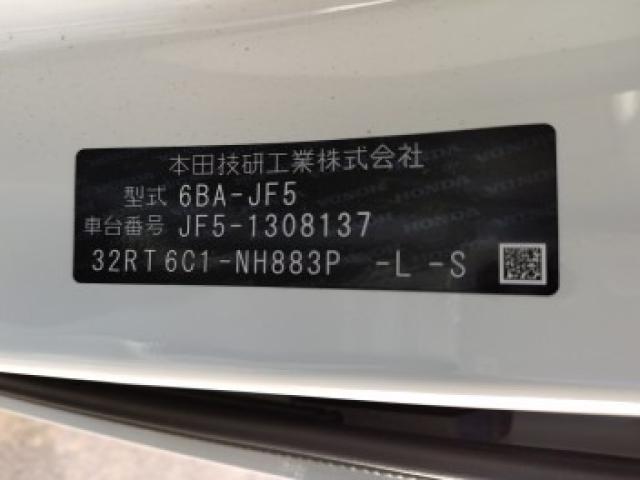 本田技研工業株式会社
型式 6BA-JF5
車台番号 JF5-1308137
32RT6C1-NH883P -L -S